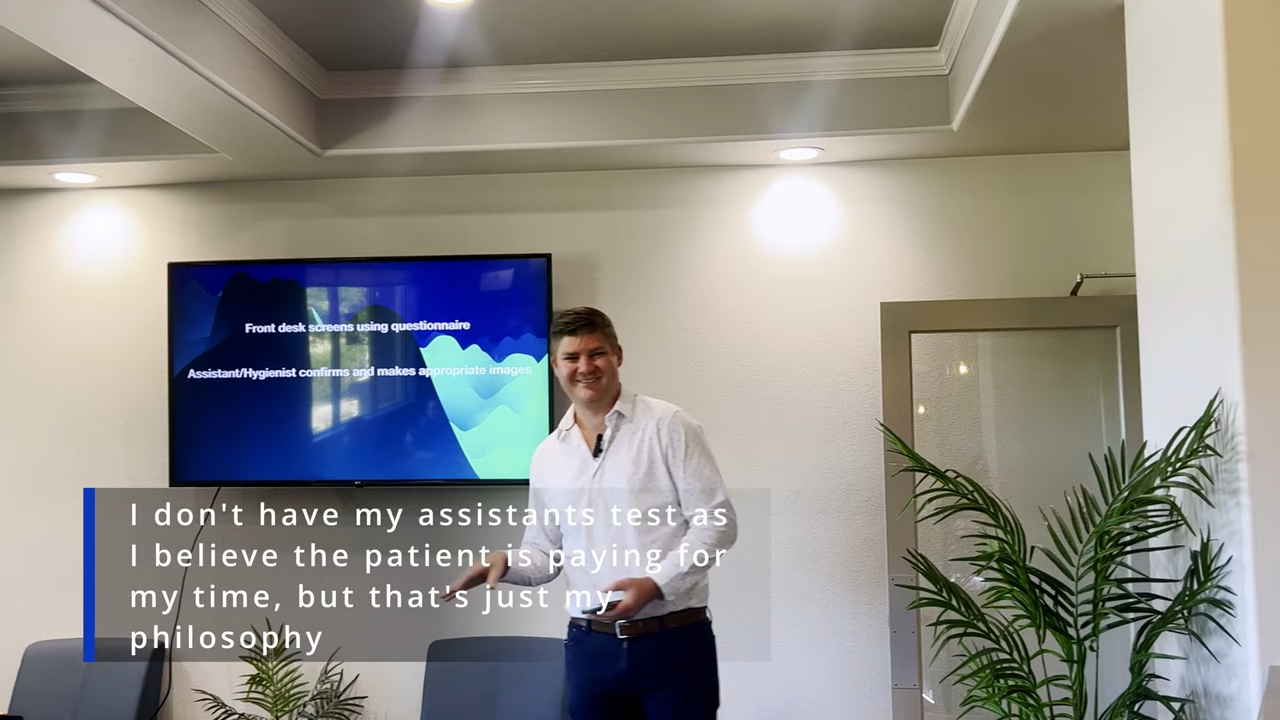 Front desk screens using questionnaire
Assistant/Hygienist confirms and makes appropriate images
I don't have my assistants test as
I believe the patient is paying for
my time, but that's just my
philosophy